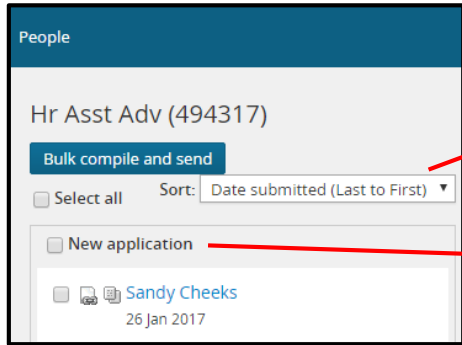 People
Hr Asst Adv (494317)
Bulk compile and send
Select all Sort: Date submitted (Last to First)
New application
Sandy Cheeks
26 Jan 2017